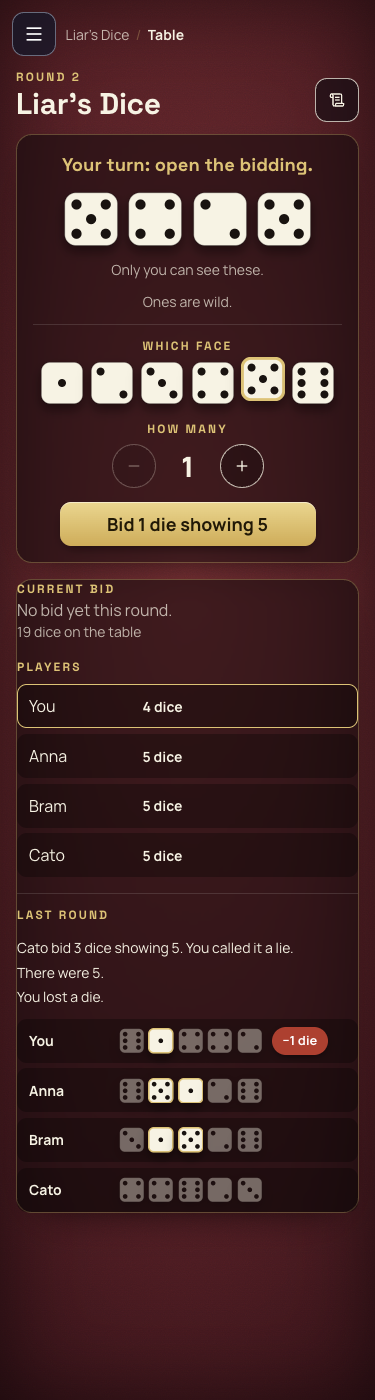 Liar's Dice / Table
ROUND 2
Liar's Dice
Your turn: open the bidding.
Only you can see these.
Ones are wild.
WHICH FACE
HOW MANY
− 1 +
Bid 1 die showing 5
CURRENT BID
No bid yet this round.
19 dice on the table
PLAYERS
You 4 dice
Anna 5 dice
Bram 5 dice
Cato 5 dice
LAST ROUND
Cato bid 3 dice showing 5. You called it a lie.
There were 5.
You lost a die.
You −1 die
Anna
Bram
Cato